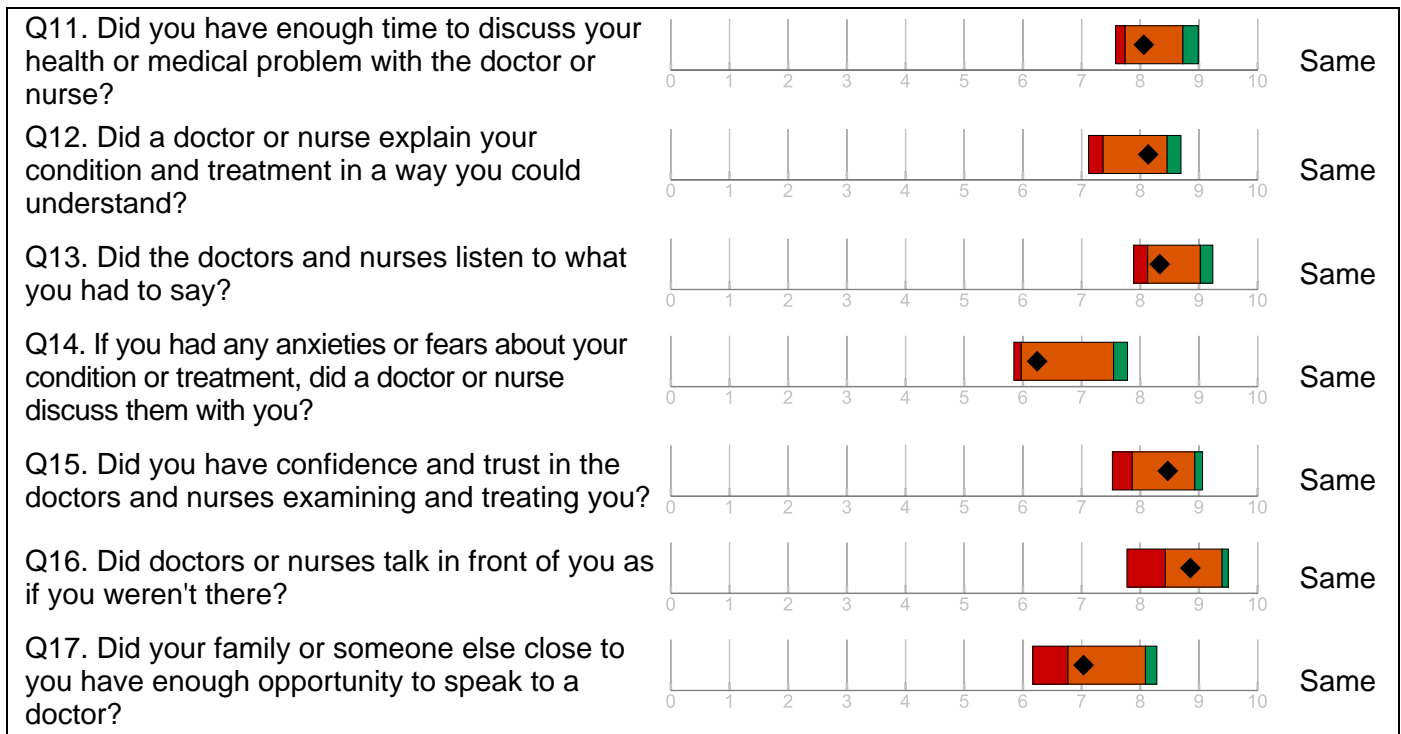 Q11. Did you have enough time to discuss your
health or medical problem with the doctor or
nurse?
0 1 2 3 4 5 6 7 8 9 10
Same
Q12. Did a doctor or nurse explain your
condition and treatment in a way you could
understand?
0 1 2 3 4 5 6 7 8 9 10
Same
Q13. Did the doctors and nurses listen to what
you had to say?
0 1 2 3 4 5 6 7 8 9 10
Same
Q14. If you had any anxieties or fears about your
condition or treatment, did a doctor or nurse
discuss them with you?
0 1 2 3 4 5 6 7 8 9 10
Same
Q15. Did you have confidence and trust in the
doctors and nurses examining and treating you?
0 1 2 3 4 5 6 7 8 9 10
Same
Q16. Did doctors or nurses talk in front of you as
if you weren't there?
0 1 2 3 4 5 6 7 8 9 10
Same
Q17. Did your family or someone else close to
you have enough opportunity to speak to a
doctor?
0 1 2 3 4 5 6 7 8 9 10
Same